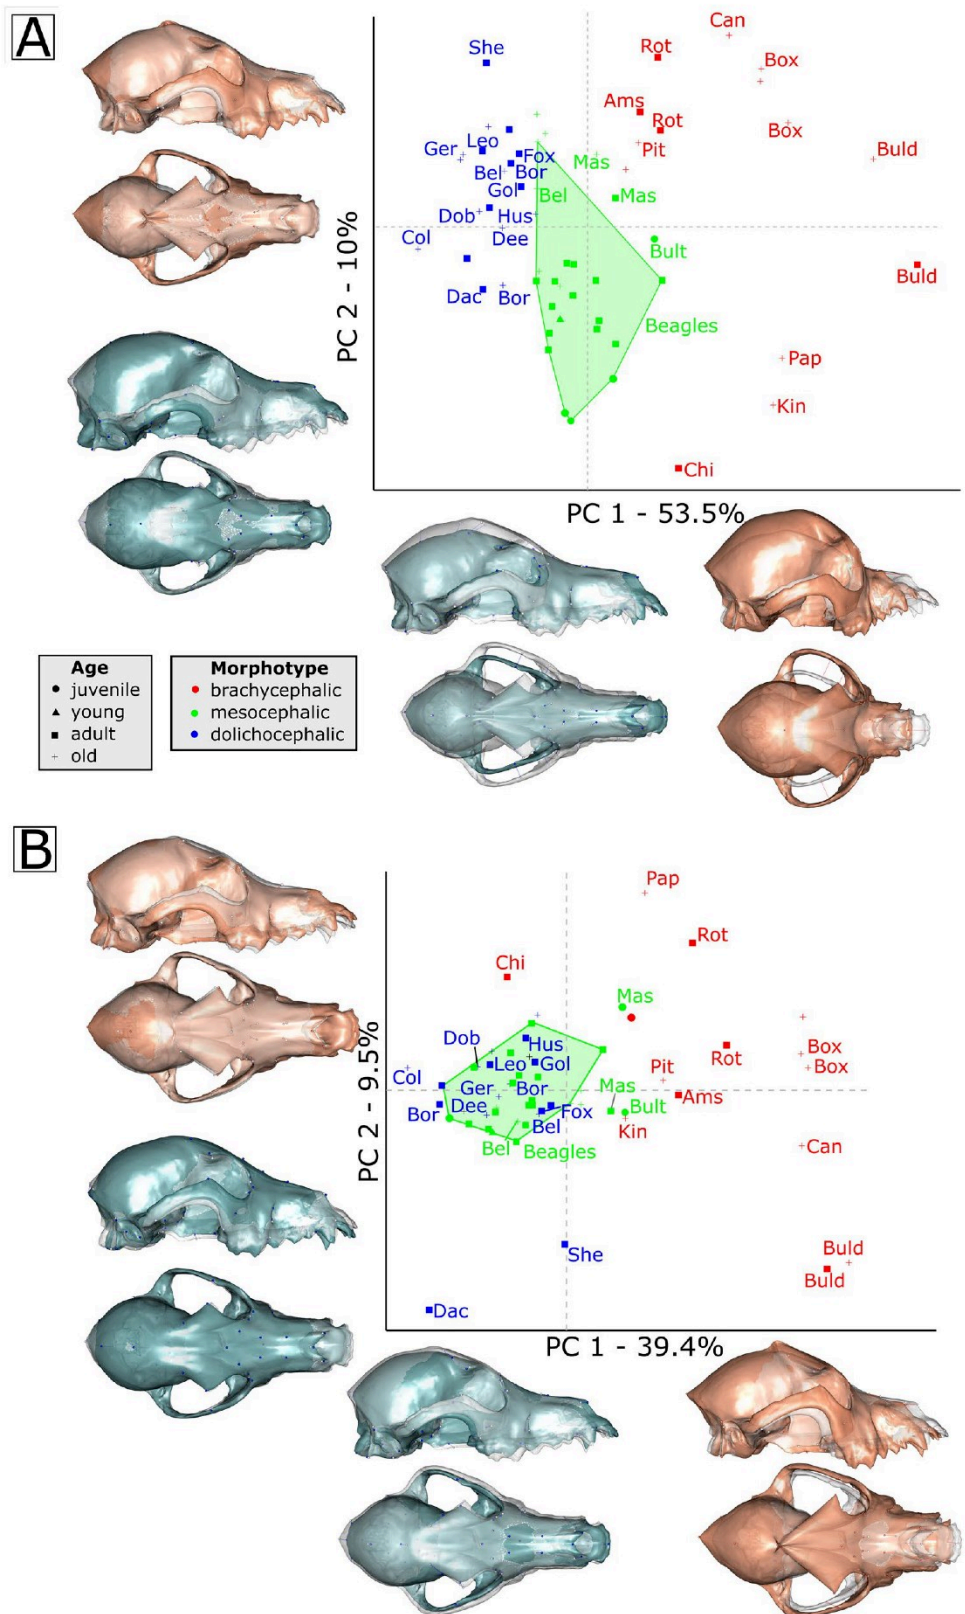 A
Can
She
Rot
Box
Ams
Rot
Box
Leo
Ger
Fox
Pit
Buld
Mas
Bel
Bor
Gol
Bel
Mas
Dob
Hus
Dee
Col
Bult
Buld
Dac
Bor
Beagles
Pap
Kin
Chi
PC 2 - 10%
PC 1 - 53.5%
Age
juvenile
young
adult
old
Morphotype
brachycephalic
mesocephalic
dolichocephalic
B
Pap
Rot
Chi
Mas
Dob
Hus
Rot
Box
Leo
Gol
Box
Col
Ger
Bor
Pit
Mas
Ams
Bor
Dee
Fox
Bult
Bel
Kin
Can
Bel
Beagles
She
Buld
Buld
Dac
PC 2 - 9.5%
PC 1 - 39.4%